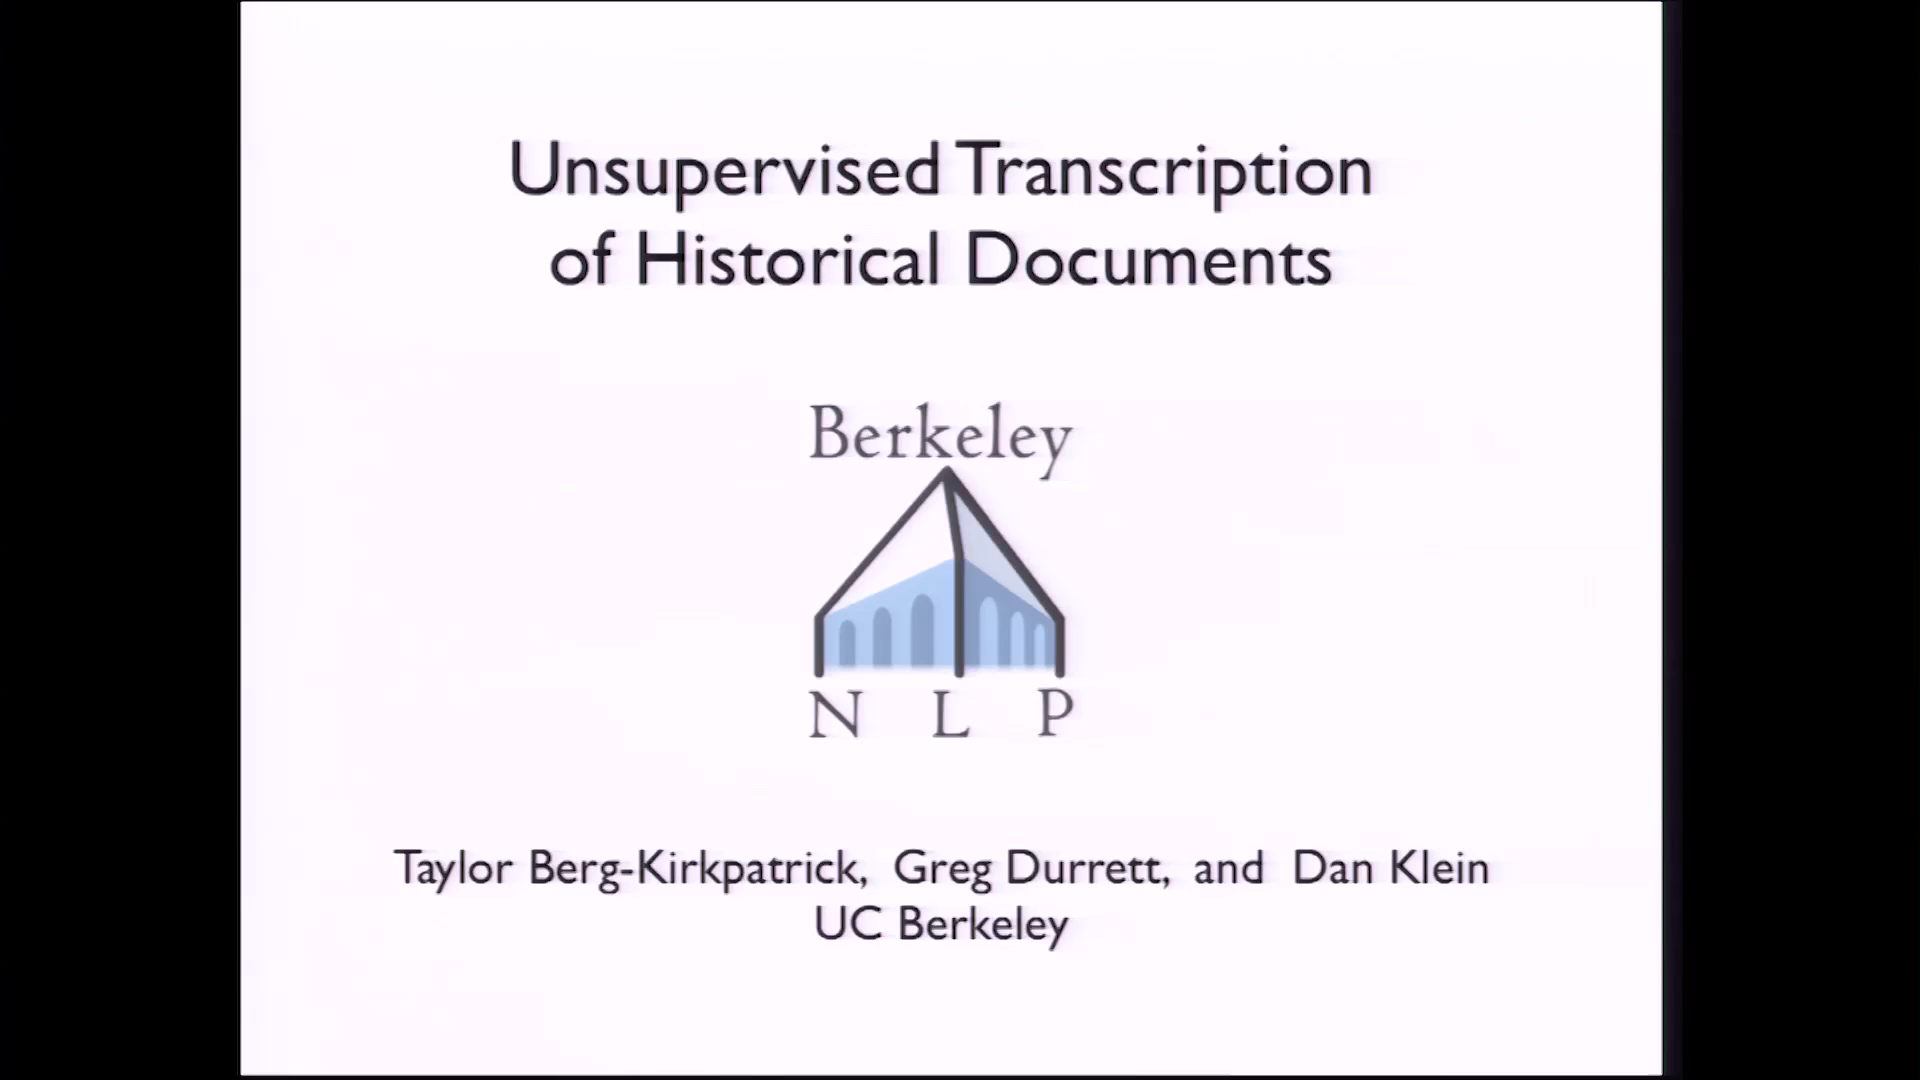 Unsupervised Transcription
of Historical Documents
Berkeley
N L P
Taylor Berg-Kirkpatrick, Greg Durrett, and Dan Klein
UC Berkeley